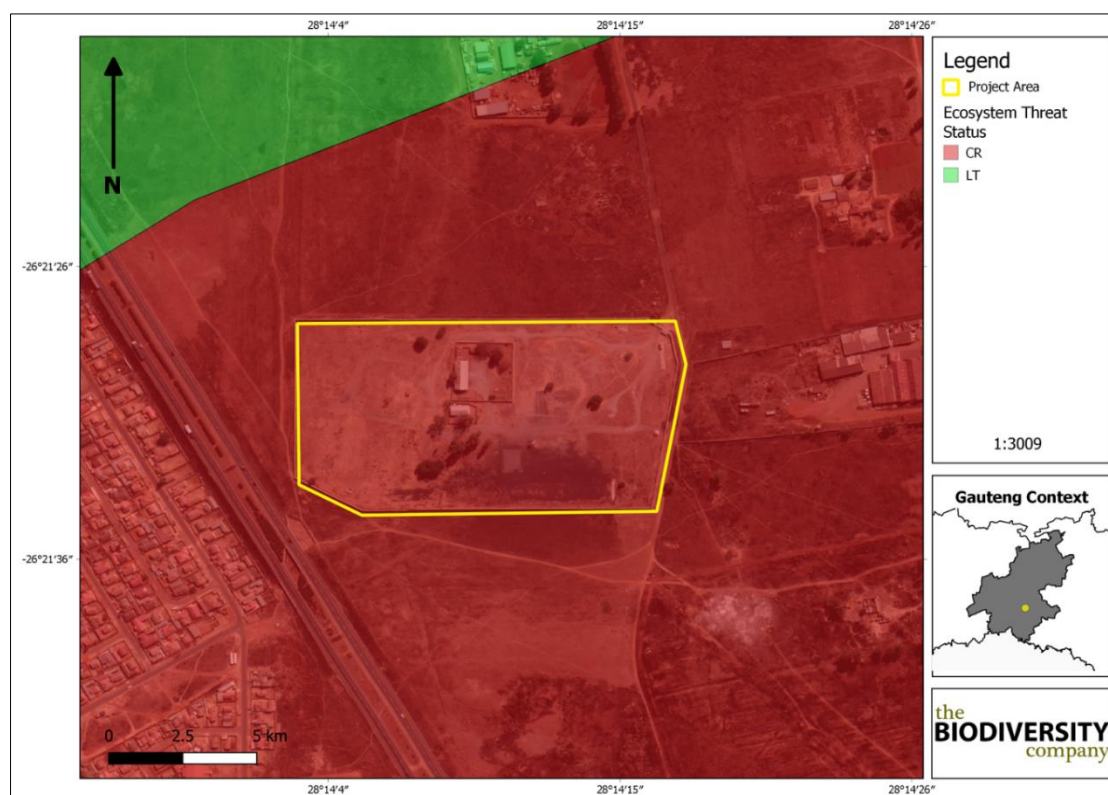 28°14′4″
28°14′15″
28°14′26″
N
-26°21′26″
-26°21′36″
0
2.5
5 km
28°14′4″
28°14′15″
28°14′26″
Legend
Project Area
Ecosystem Threat
Status
CR
LT
1:3009
Gauteng Context
the
BIODIVERSITY
company